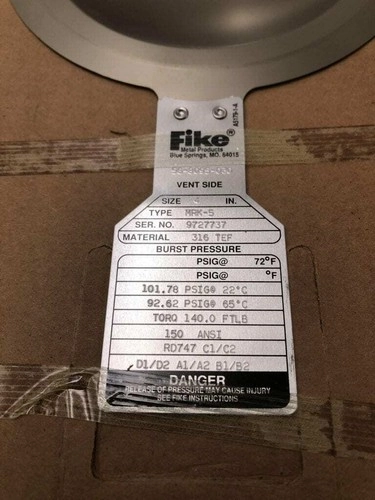 Fike®
Metal Products
Blue Springs, MO. 64015
VENT SIDE
SIZE IN.
TYPE MRK-S
SER. NO. 9727737
MATERIAL 316 TEF
BURST PRESSURE
PSIG@ 72°F
PSIG@ °F
101.78 PSIG@ 22°C
92.62 PSIG@ 65°C
TORQ 140.0 FTLB
150 ANSI
RD747 C1/C2
D1/D2 A1/A2 B1/B2
DANGER
RELEASE OF PRESSURE MAY CAUSE INJURY
SEE FIKE INSTRUCTIONS